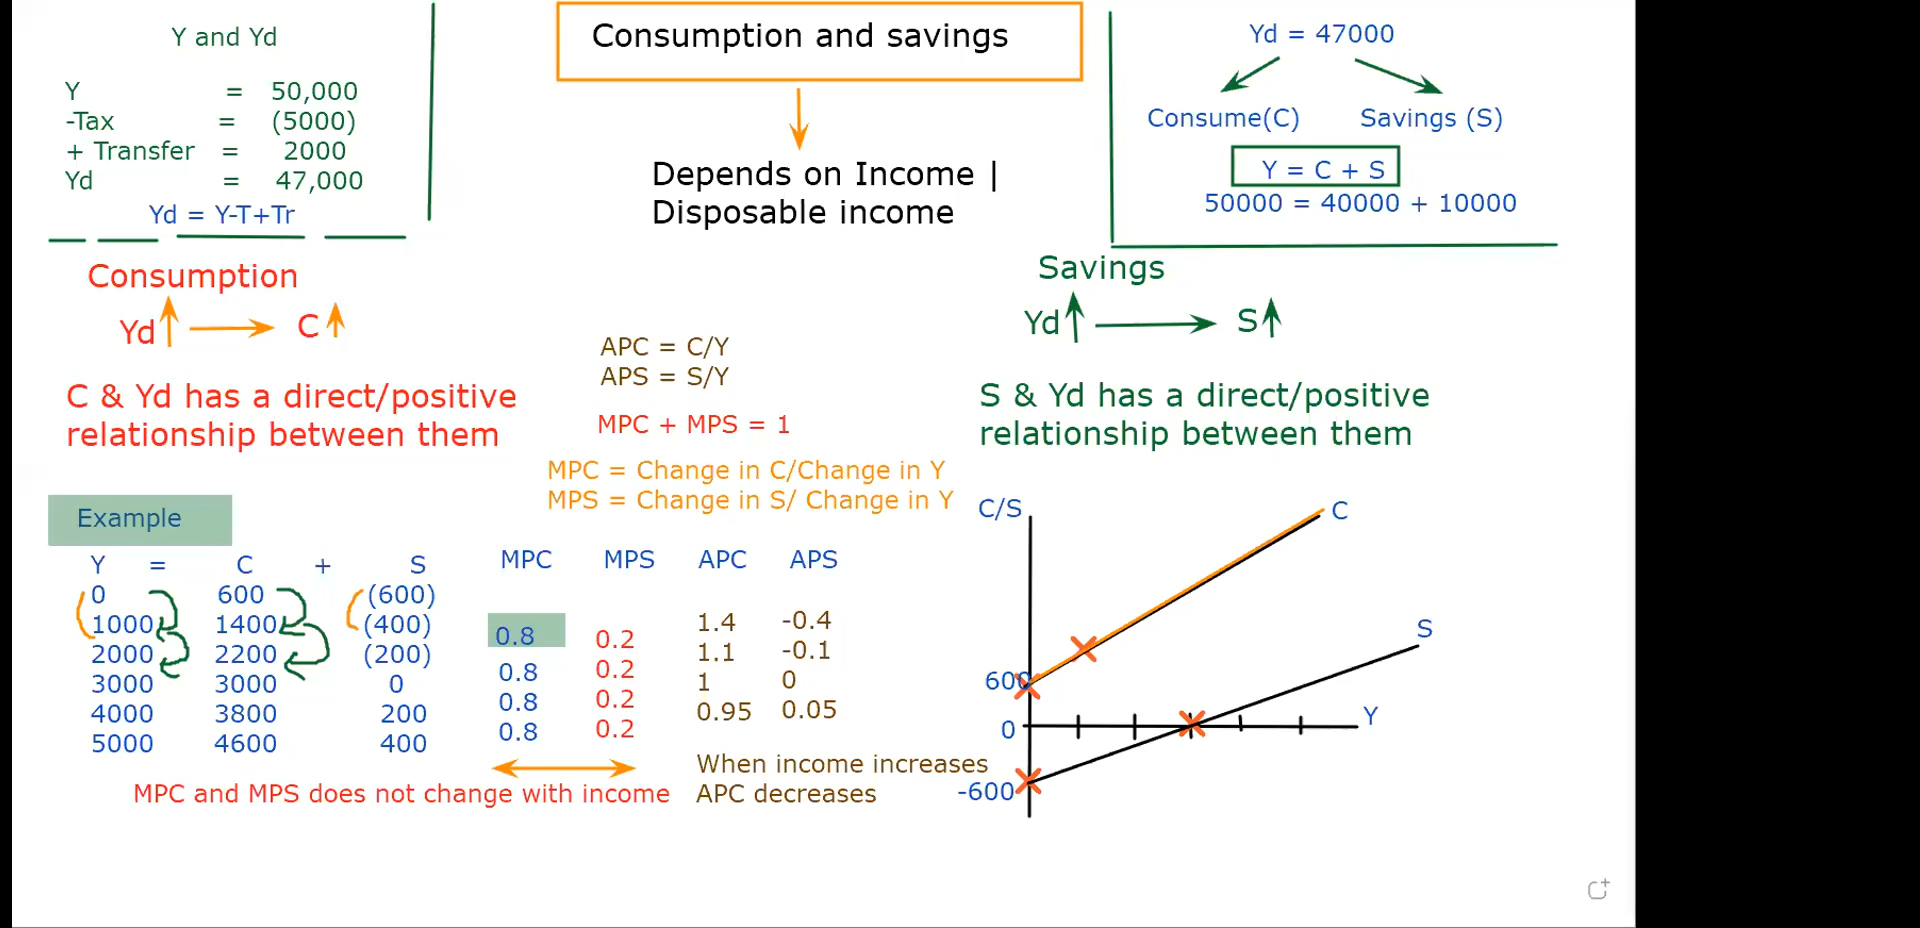 Y and Yd
Y = 50,000
-Tax = (5000)
+ Transfer = 2000
Yd = 47,000
Yd = Y-T+Tr
Consumption and savings
Depends on Income |
Disposable income
Yd = 47000
Consume(C) Savings (S)
Y = C + S
50000 = 40000 + 10000
Consumption
Yd C
C & Yd has a direct/positive
relationship between them
APC = C/Y
APS = S/Y
MPC + MPS = 1
MPC = Change in C/Change in Y
MPS = Change in S/ Change in Y
Savings
Yd S
S & Yd has a direct/positive
relationship between them
Example
Y = C + S
0 600 (600)
1000 1400 (400)
2000 2200 (200)
3000 3000 0
4000 3800 200
5000 4600 400
MPC MPS APC APS
0.8 0.2 1.4 -0.4
0.8 0.2 1.1 -0.1
0.8 0.2 1 0
0.8 0.2 0.95 0.05
MPC and MPS does not change with income
When income increases
APC decreases
C/S
C
S
600
0
Y
-600